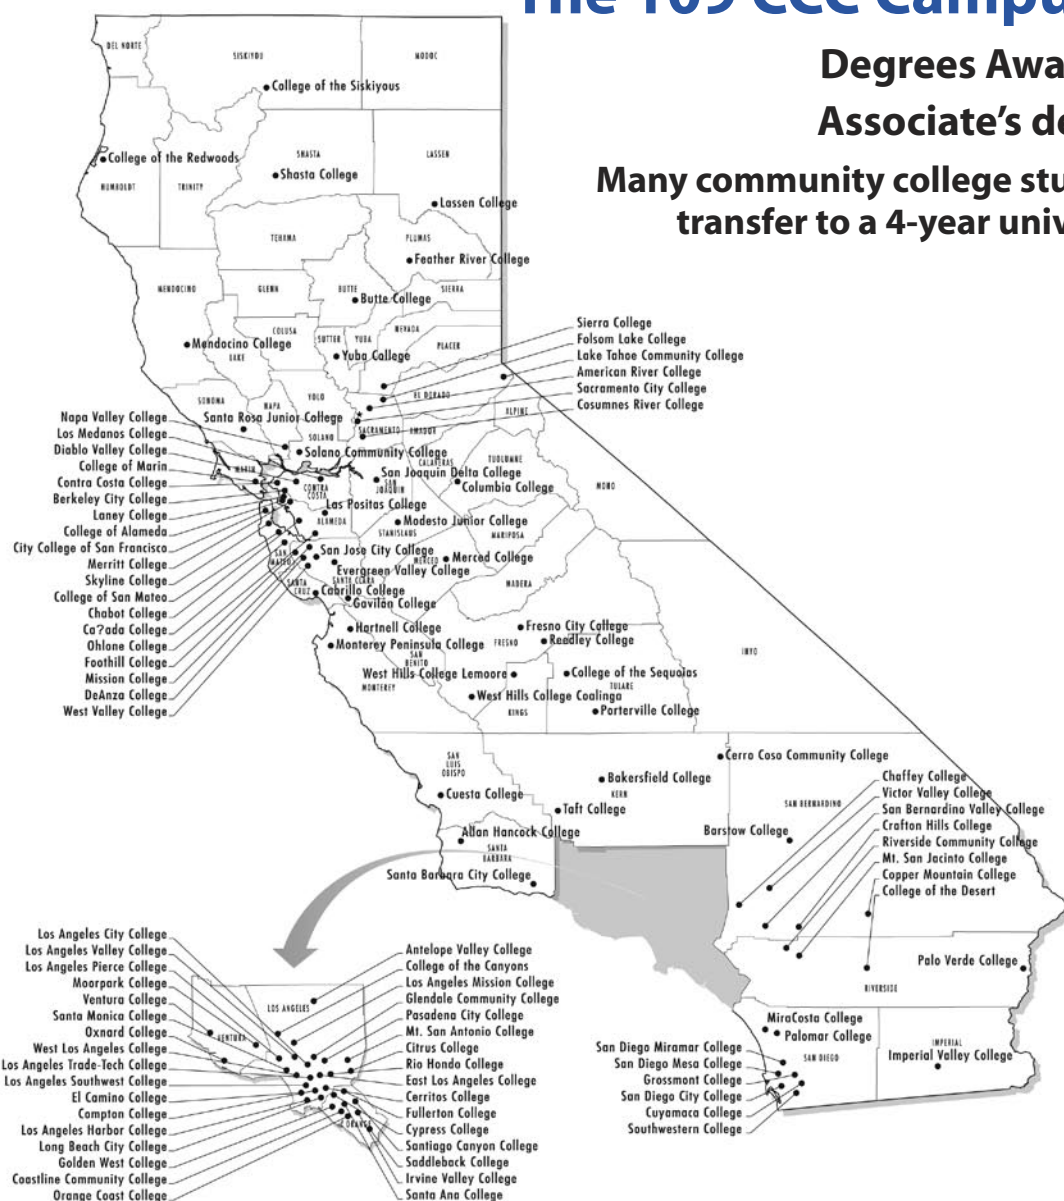 The 109 CCC Campu
Degrees Awa
Associate's de
Many community college stu
transfer to a 4-year univ
DEL NORTE
SISKIYOU
MODOC
College of the Siskiyous
College of the Redwoods
SHASTA
LASSEN
Shasta College
HUMBOLDT
TRINITY
Lassen College
TEHAMA
PLUMAS
Feather River College
MENDOCINO
GLENN
BUTTE
SIERRA
Butte College
COLUSA
NEVADA
SUTTER
YUBA
PLACER
Mendocino College
LAKE
Yuba College
Sierra College
Folsom Lake College
Lake Tahoe Community College
American River College
Sacramento City College
Cosumnes River College
EL DORADO
ALPINE
SONOMA
NAPA
YOLO
Santa Rosa Junior College
SACRAMENTO
AMADOR
SOLANO
Solano Community College
CALAVERAS
TUOLUMNE
MARIN
San Joaquin Delta College
SAN
JOAQUIN
Columbia College
MONO
CONTRA
COSTA
Las Positas College
ALAMEDA
Modesto Junior College
STANISLAUS
MARIPOSA
Napa Valley College
Los Medanos College
Diablo Valley College
College of Marin
Contra Costa College
Berkeley City College
Laney College
College of Alameda
City College of San Francisco
Merritt College
Skyline College
College of San Mateo
Chabot College
Ca?ada College
Ohlone College
Foothill College
Mission College
DeAnza College
West Valley College
SAN
MATEO
San Jose City College
MERCED
Merced College
Evergreen Valley College
SANTA CLARA
SANTA
CRUZ
Cabrillo College
Gavilan College
MADERA
Hartnell College
Fresno City College
Monterey Peninsula College
FRESNO
Reedley College
SAN
BENITO
INYO
West Hills College Lemoore
College of the Sequoias
MONTEREY
TULARE
West Hills College Coalinga
KINGS
Porterville College
SAN
LUIS
OBISPO
Cerro Coso Community College
Bakersfield College
KERN
Cuesta College
Taft College
SAN BERNARDINO
Allan Hancock College
Barstow College
SANTA
BARBARA
Santa Barbara City College
Chaffey College
Victor Valley College
San Bernardino Valley College
Crafton Hills College
Riverside Community College
Mt. San Jacinto College
Copper Mountain College
College of the Desert
Palo Verde College
RIVERSIDE
MiraCosta College
Palomar College
SAN DIEGO
IMPERIAL
Imperial Valley College
San Diego Miramar College
San Diego Mesa College
Grossmont College
San Diego City College
Cuyamaca College
Southwestern College
Los Angeles City College
Los Angeles Valley College
Los Angeles Pierce College
Moorpark College
Ventura College
Santa Monica College
Oxnard College
West Los Angeles College
Los Angeles Trade-Tech College
Los Angeles Southwest College
El Camino College
Compton College
Los Angeles Harbor College
Long Beach City College
Golden West College
Coastline Community College
Orange Coast College
LOS ANGELES
VENTURA
ORANGE
Antelope Valley College
College of the Canyons
Los Angeles Mission College
Glendale Community College
Pasadena City College
Mt. San Antonio College
Citrus College
Rio Hondo College
East Los Angeles College
Cerritos College
Fullerton College
Cypress College
Santiago Canyon College
Saddleback College
Irvine Valley College
Santa Ana College